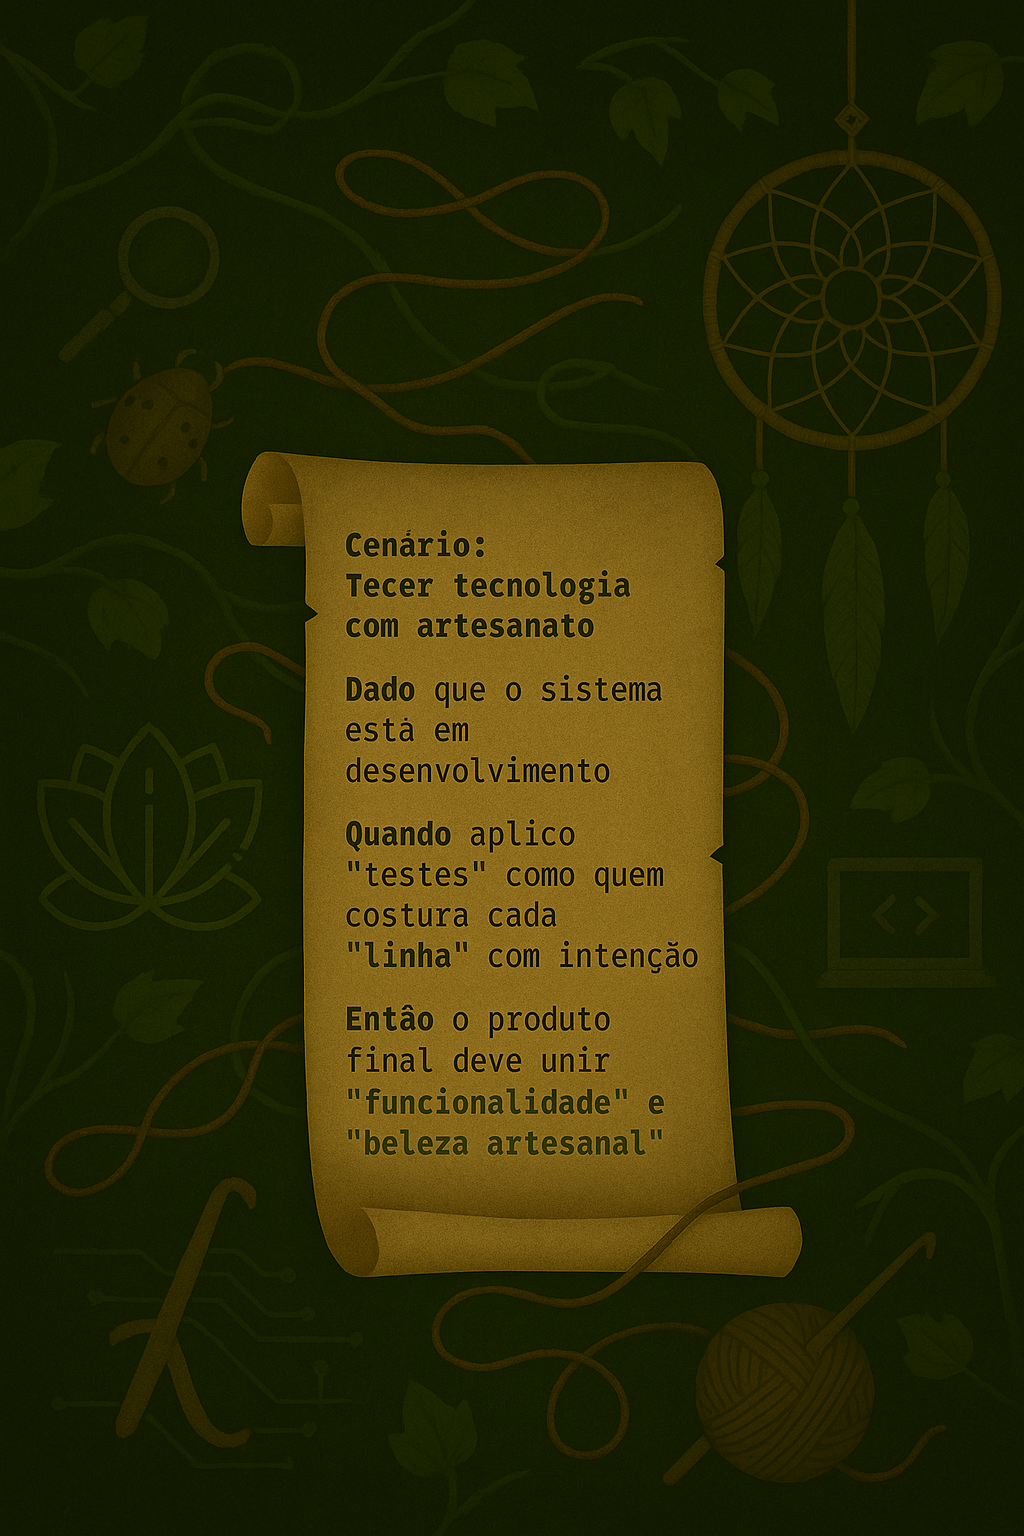 Cenário:
Tecer tecnologia
com artesanato
Dado que o sistema
está em
desenvolvimento
Quando aplico
"testes" como quem
costura cada
"linha" com intenção
Entâo o produto
final deve unir
"funcionalidade" e
"beleza artesanal"